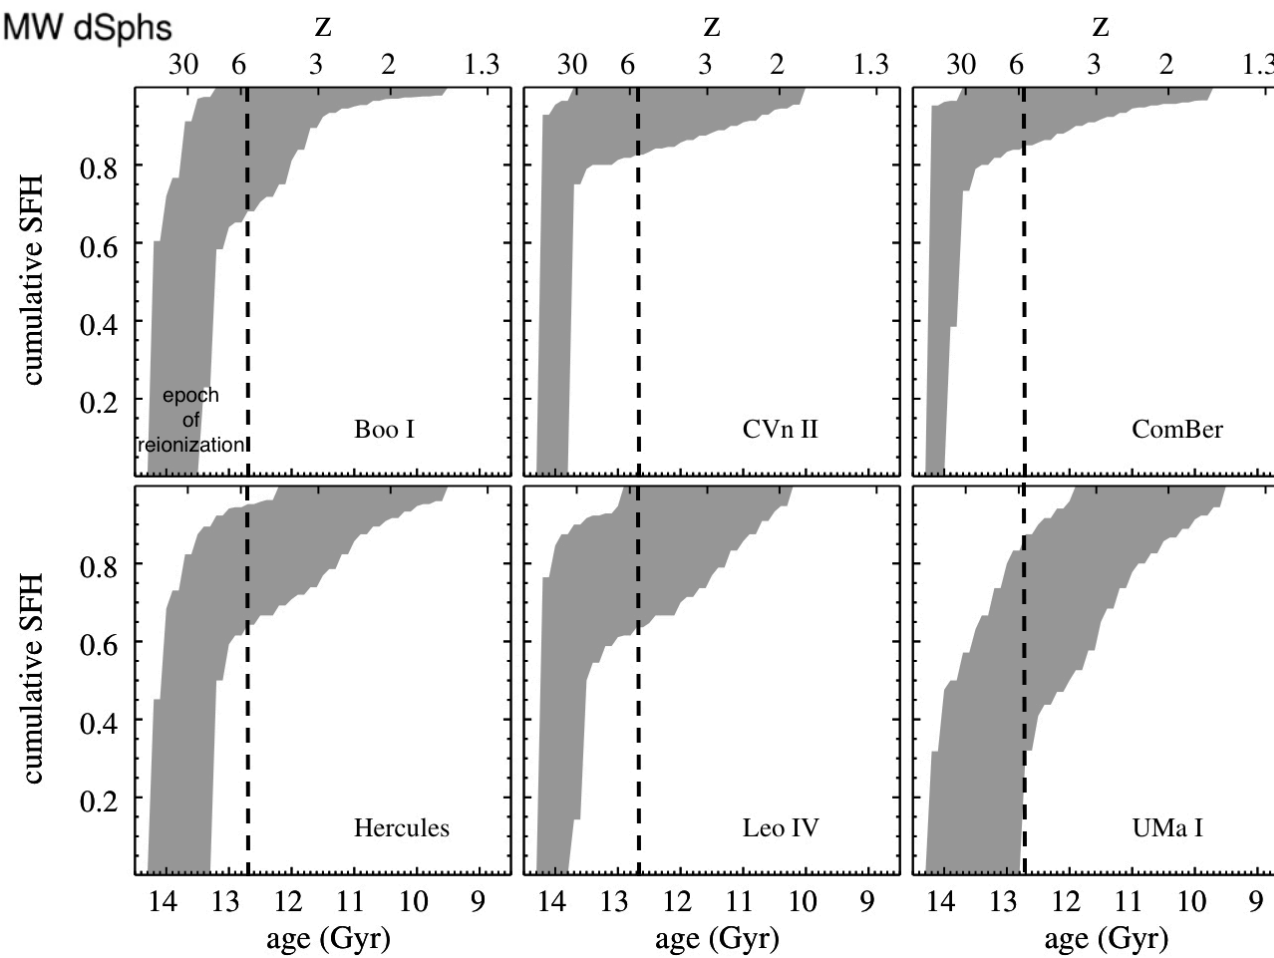 MW dSphs
z z z
30 6 3 2 1.3 30 6 3 2 1.3 30 6 3 2 1.3
cumulative SFH
0.8
0.6
0.4
0.2
epoch
of
reionization
Boo I
CVn II
ComBer
cumulative SFH
0.8
0.6
0.4
0.2
Hercules
Leo IV
UMa I
14 13 12 11 10 9 14 13 12 11 10 9 14 13 12 11 10 9
age (Gyr) age (Gyr) age (Gyr)